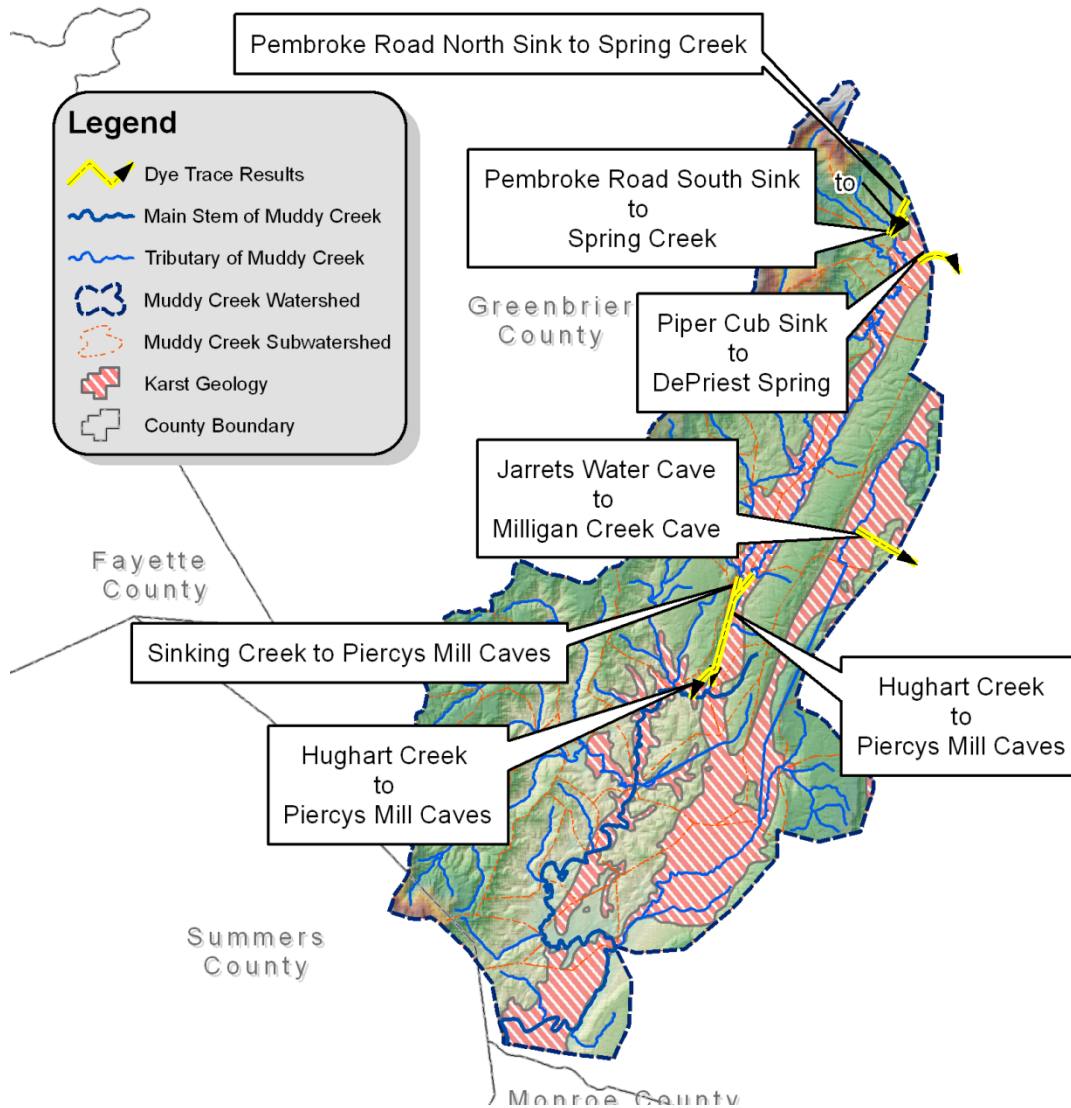 Pembroke Road North Sink to Spring Creek
Legend
Dye Trace Results
Main Stem of Muddy Creek
Tributary of Muddy Creek
Muddy Creek Watershed
Muddy Creek Subwatershed
Karst Geology
County Boundary
Pembroke Road South Sink
to
Spring Creek
to
Greenbrier
County
Piper Cub Sink
to
DePriest Spring
Jarrets Water Cave
to
Milligan Creek Cave
Fayette
County
Sinking Creek to Piercys Mill Caves
Hughart Creek
to
Piercys Mill Caves
Hughart Creek
to
Piercys Mill Caves
Summers
County
Monroe County